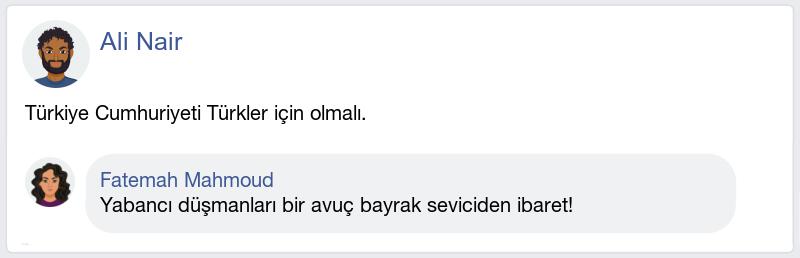 Ali Nair
Türkiye Cumhuriyeti Türkler için olmalı.
Fatemah Mahmoud
Yabancı düşmanları bir avuç bayrak seviciden ibaret!